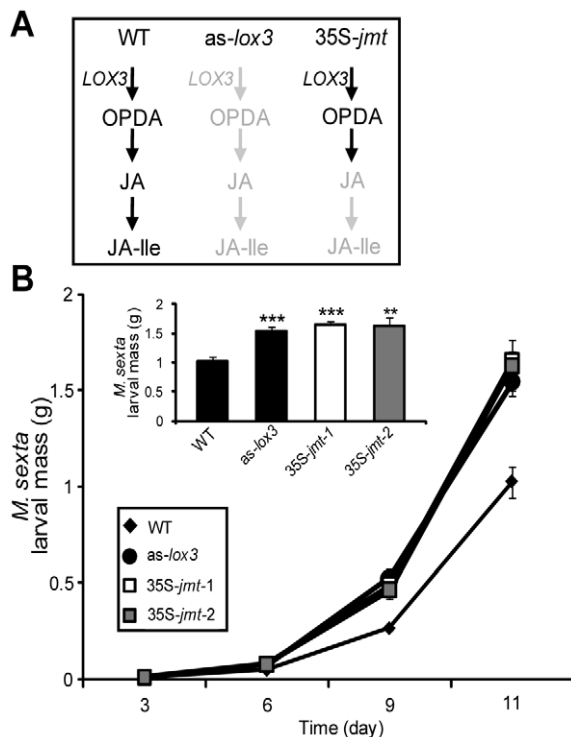 A
WT as-lox3 35S-jmt
LOX3 LOX3 LOX3
OPDA OPDA OPDA
JA JA JA
JA-Ile JA-Ile JA-Ile
B
2
1.5
1
0.5
0
M. sexta
larval mass (g)
M. sexta
larval mass (g)
2
1.5
1
0.5
0
*** *** **
WT as-lox3 35S-jmt-1 35S-jmt-2
WT
as-lox3
35S-jmt-1
35S-jmt-2
3 6 9 11
Time (day)